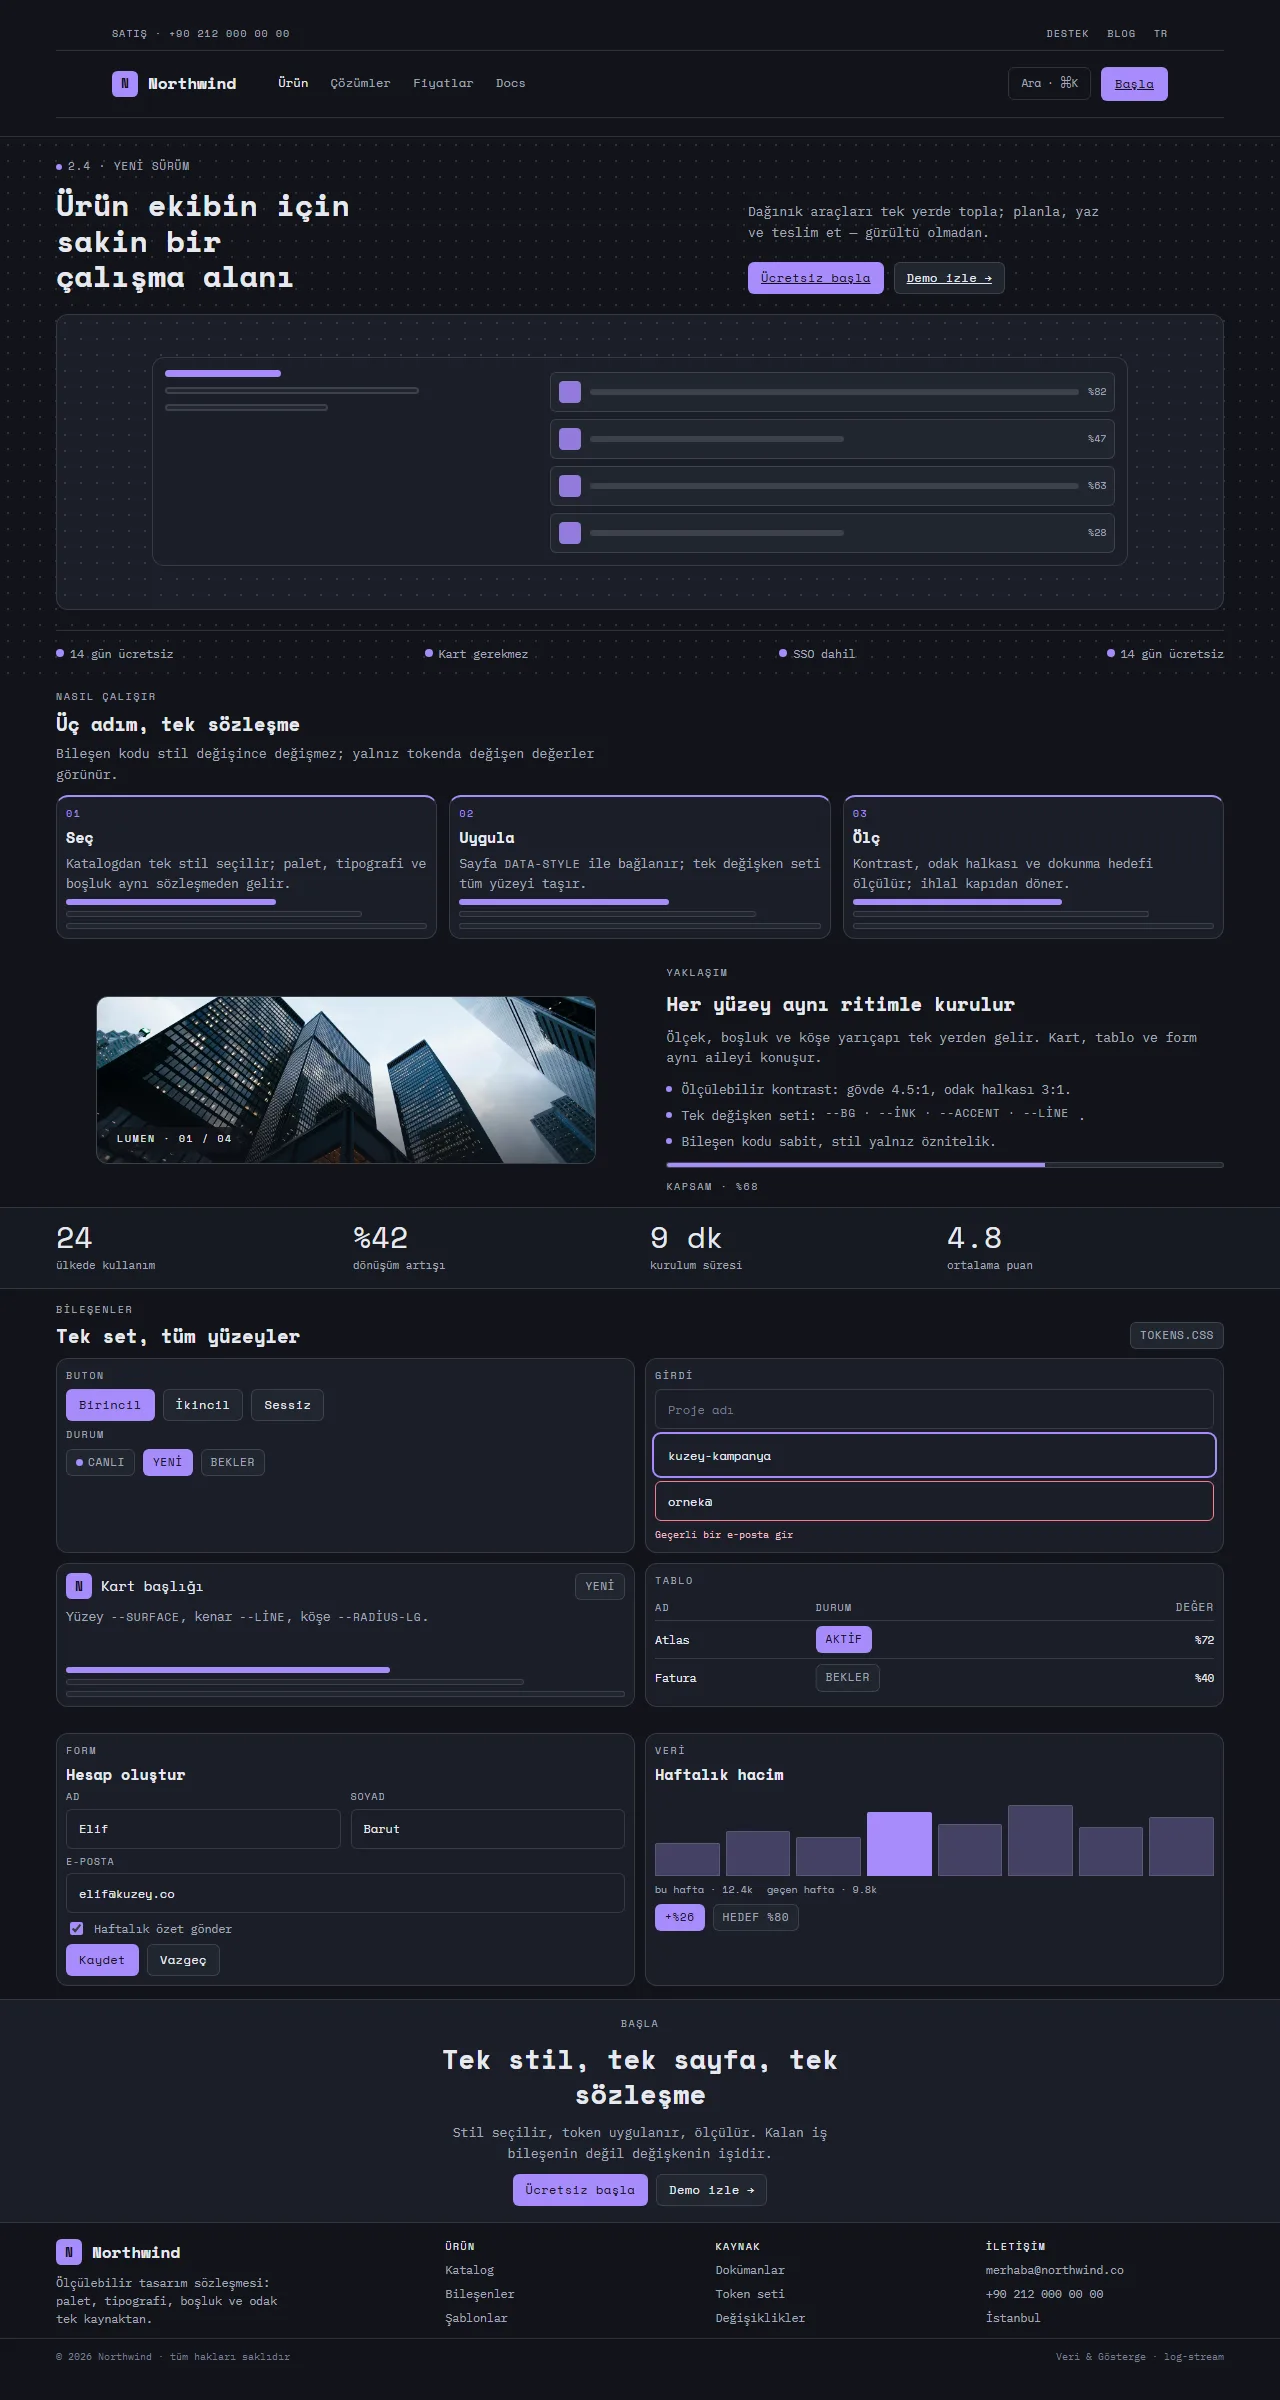 SATIŞ · +90 212 000 00 00
DESTEK BLOG TR
N Northwind Ürün Çözümler Fiyatlar Docs Ara · ⌘K Başla
2.4 · YENİ SÜRÜM
Ürün ekibin için
sakin bir
çalışma alanı
Dağınık araçları tek yerde topla; planla, yaz
ve teslim et — gürültü olmadan.
Ücretsiz başla Demo izle →
%82
%47
%63
%28
14 gün ücretsiz Kart gerekmez SSO dahil 14 gün ücretsiz
NASIL ÇALIŞIR
Üç adım, tek sözleşme
Bileşen kodu stil değişince değişmez; yalnız tokenda değişen değerler
görünür.
01
Seç
Katalogdan tek stil seçilir; palet, tipografi ve
boşluk aynı sözleşmeden gelir.
02
Uygula
Sayfa DATA-STYLE ile bağlanır; tek değişken seti
tüm yüzeyi taşır.
03
Ölç
Kontrast, odak halkası ve dokunma hedefi
ölçülür; ihlal kapıdan döner.
LUMEN · 01 / 04
YAKLAŞIM
Her yüzey aynı ritimle kurulur
Ölçek, boşluk ve köşe yarıçapı tek yerden gelir. Kart, tablo ve form
aynı aileyi konuşur.
Ölçülebilir kontrast: gövde 4.5:1, odak halkası 3:1.
Tek değişken seti: --BG · --İNK · --ACCENT · --LİNE .
Bileşen kodu sabit, stil yalnız öznitelik.
KAPSAM · %68
24
ülkede kullanım
%42
dönüşüm artışı
9 dk
kurulum süresi
4.8
ortalama puan
BİLEŞENLER
Tek set, tüm yüzeyler
TOKENS.CSS
BUTON
Birincil İkincil Sessiz
DURUM
CANLI YENİ BEKLER
GİRDİ
Proje adı
kuzey-kampanya
ornek@
Geçerli bir e-posta gir
N Kart başlığı YENİ
Yüzey --SURFACE, kenar --LİNE, köşe --RADİUS-LG.
TABLO
AD DURUM DEĞER
Atlas AKTİF %72
Fatura BEKLER %40
FORM
Hesap oluştur
AD SOYAD
Elif Barut
E-POSTA
elif@kuzey.co
Haftalık özet gönder
Kaydet Vazgeç
VERİ
Haftalık hacim
bu hafta · 12.4k geçen hafta · 9.8k
+%26 HEDEF %80
BAŞLA
Tek stil, tek sayfa, tek
sözleşme
Stil seçilir, token uygulanır, ölçülür. Kalan iş
bileşenin değil değişkenin işidir.
Ücretsiz başla Demo izle →
N Northwind
Ölçülebilir tasarım sözleşmesi:
palet, tipografi, boşluk ve odak
tek kaynaktan.
ÜRÜN
Katalog
Bileşenler
Şablonlar
KAYNAK
Dokümanlar
Token seti
Değişiklikler
İLETİŞİM
merhaba@northwind.co
+90 212 000 00 00
İstanbul
© 2026 Northwind · tüm hakları saklıdır
Veri & Gösterge · log-stream